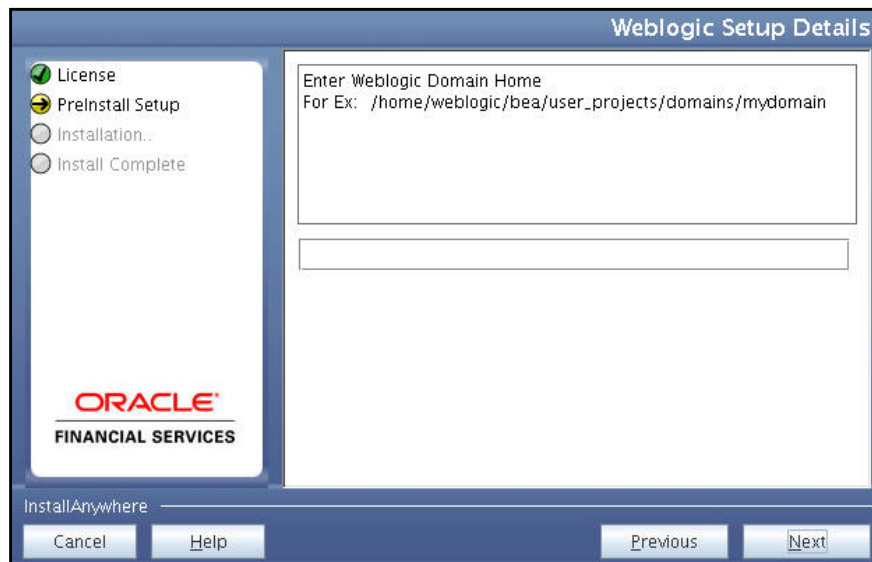 Weblogic Setup Details
License
PreInstall Setup
Installation..
Install Complete
Enter Weblogic Domain Home
For Ex: /home/weblogic/bea/user_projects/domains/mydomain
ORACLE
FINANCIAL SERVICES
InstallAnywhere
Cancel
Help
Previous
Next